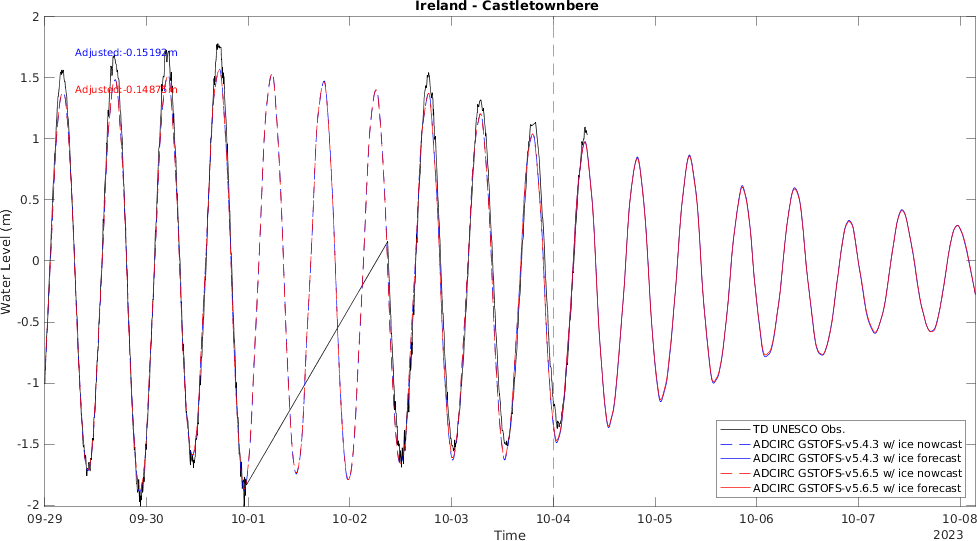 Ireland - Castletownbere
2
1.5
1
0.5
0
-0.5
-1
-1.5
-2
Water Level (m)
Adjusted:-0.15192m
Adjusted:-0.14875m
TD UNESCO Obs.
ADCIRC GSTOFS-v5.4.3 w/ ice nowcast
ADCIRC GSTOFS-v5.4.3 w/ ice forecast
ADCIRC GSTOFS-v5.6.5 w/ ice nowcast
ADCIRC GSTOFS-v5.6.5 w/ ice forecast
09-29 09-30 10-01 10-02 10-03 10-04 10-05 10-06 10-07 10-08
2023
Time